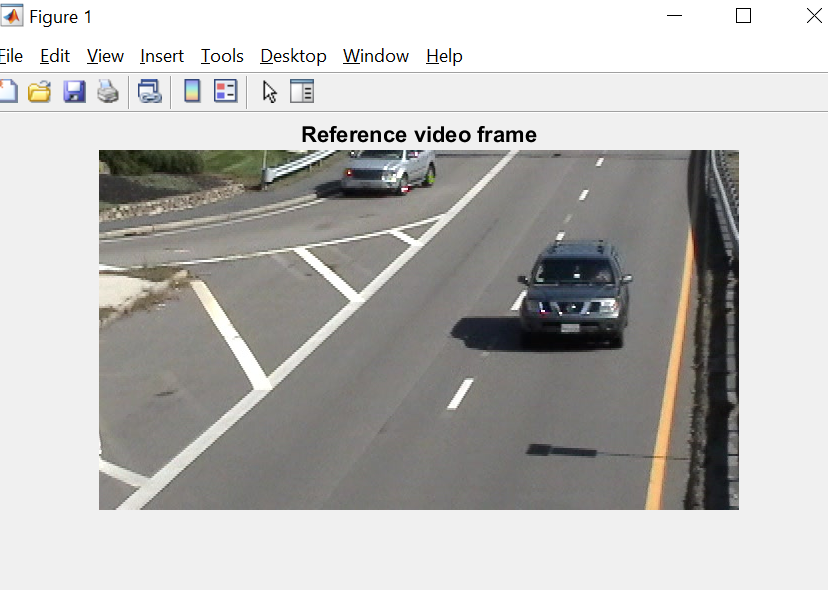 Figure 1
File Edit View Insert Tools Desktop Window Help
Reference video frame